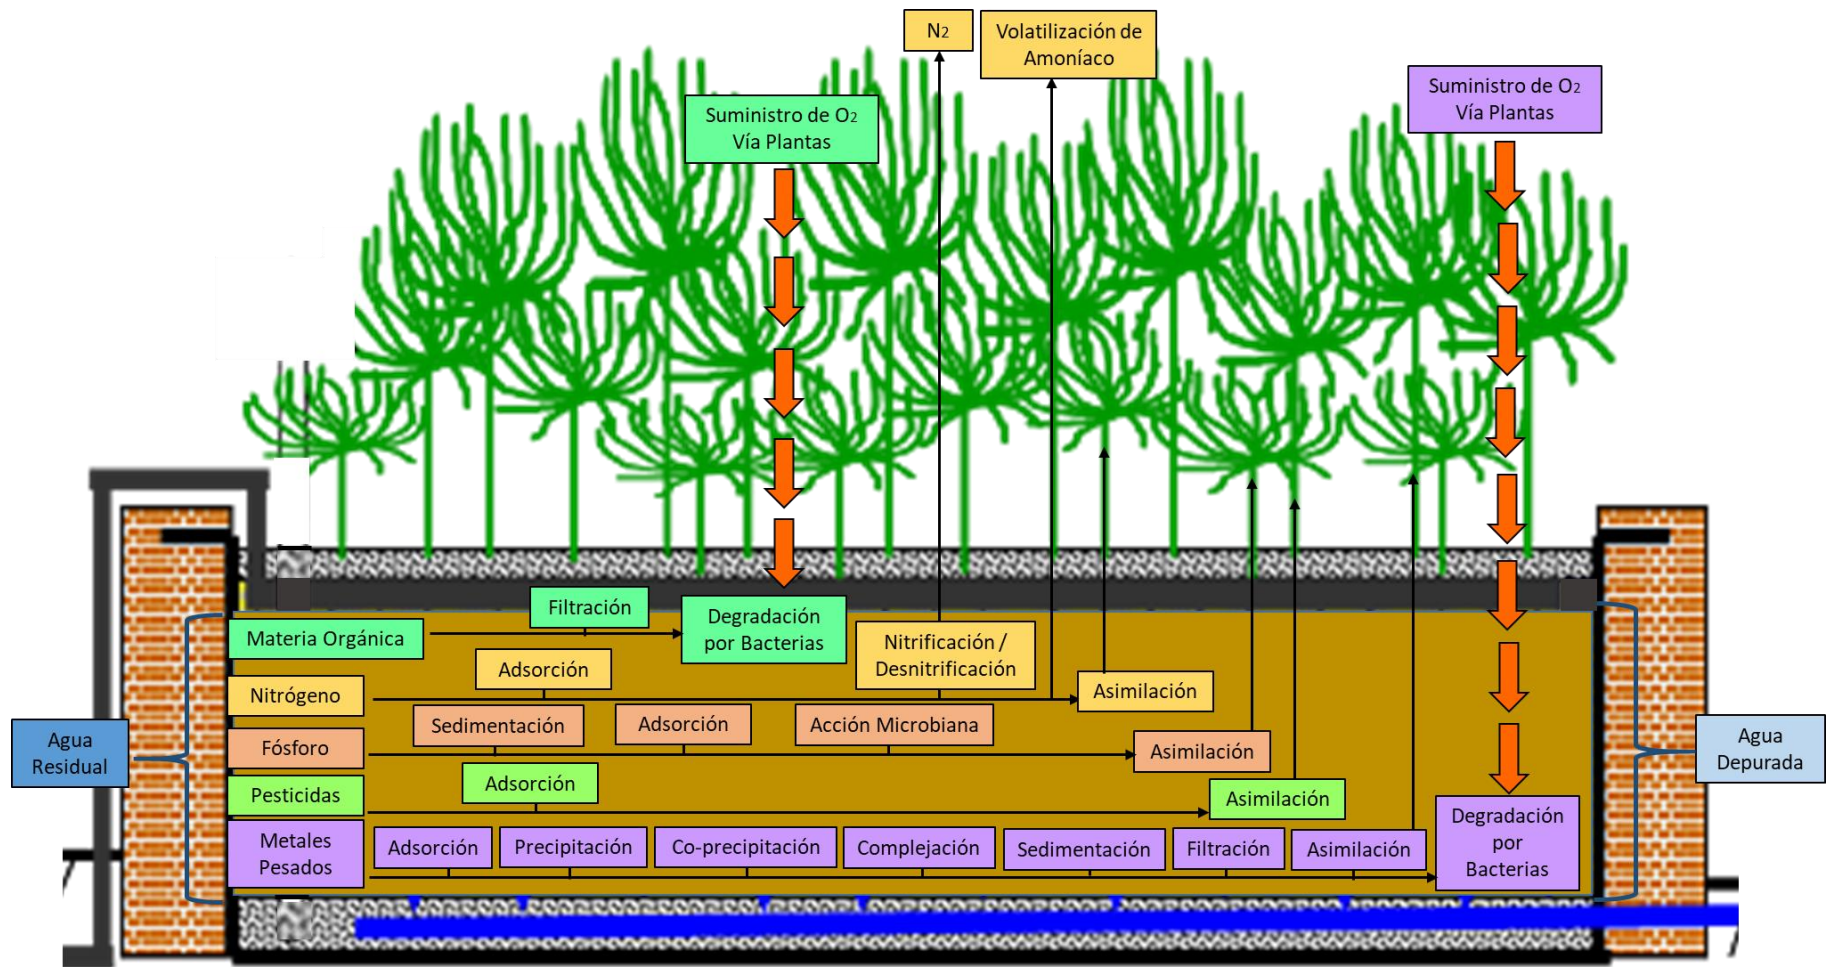 N2
Volatilización de
Amoníaco
Suministro de O2
Vía Plantas
Suministro de O2
Vía Plantas
Filtración
Degradación
por Bacterias
Materia Orgánica
Nitrificación /
Desnitrificación
Adsorción
Nitrógeno
Asimilación
Sedimentación
Adsorción
Acción Microbiana
Fósforo
Asimilación
Agua
Residual
Agua
Depurada
Adsorción
Pesticidas
Asimilación
Metales
Pesados
Adsorción
Precipitación
Co-precipitación
Complejación
Sedimentación
Filtración
Asimilación
Degradación
por
Bacterias